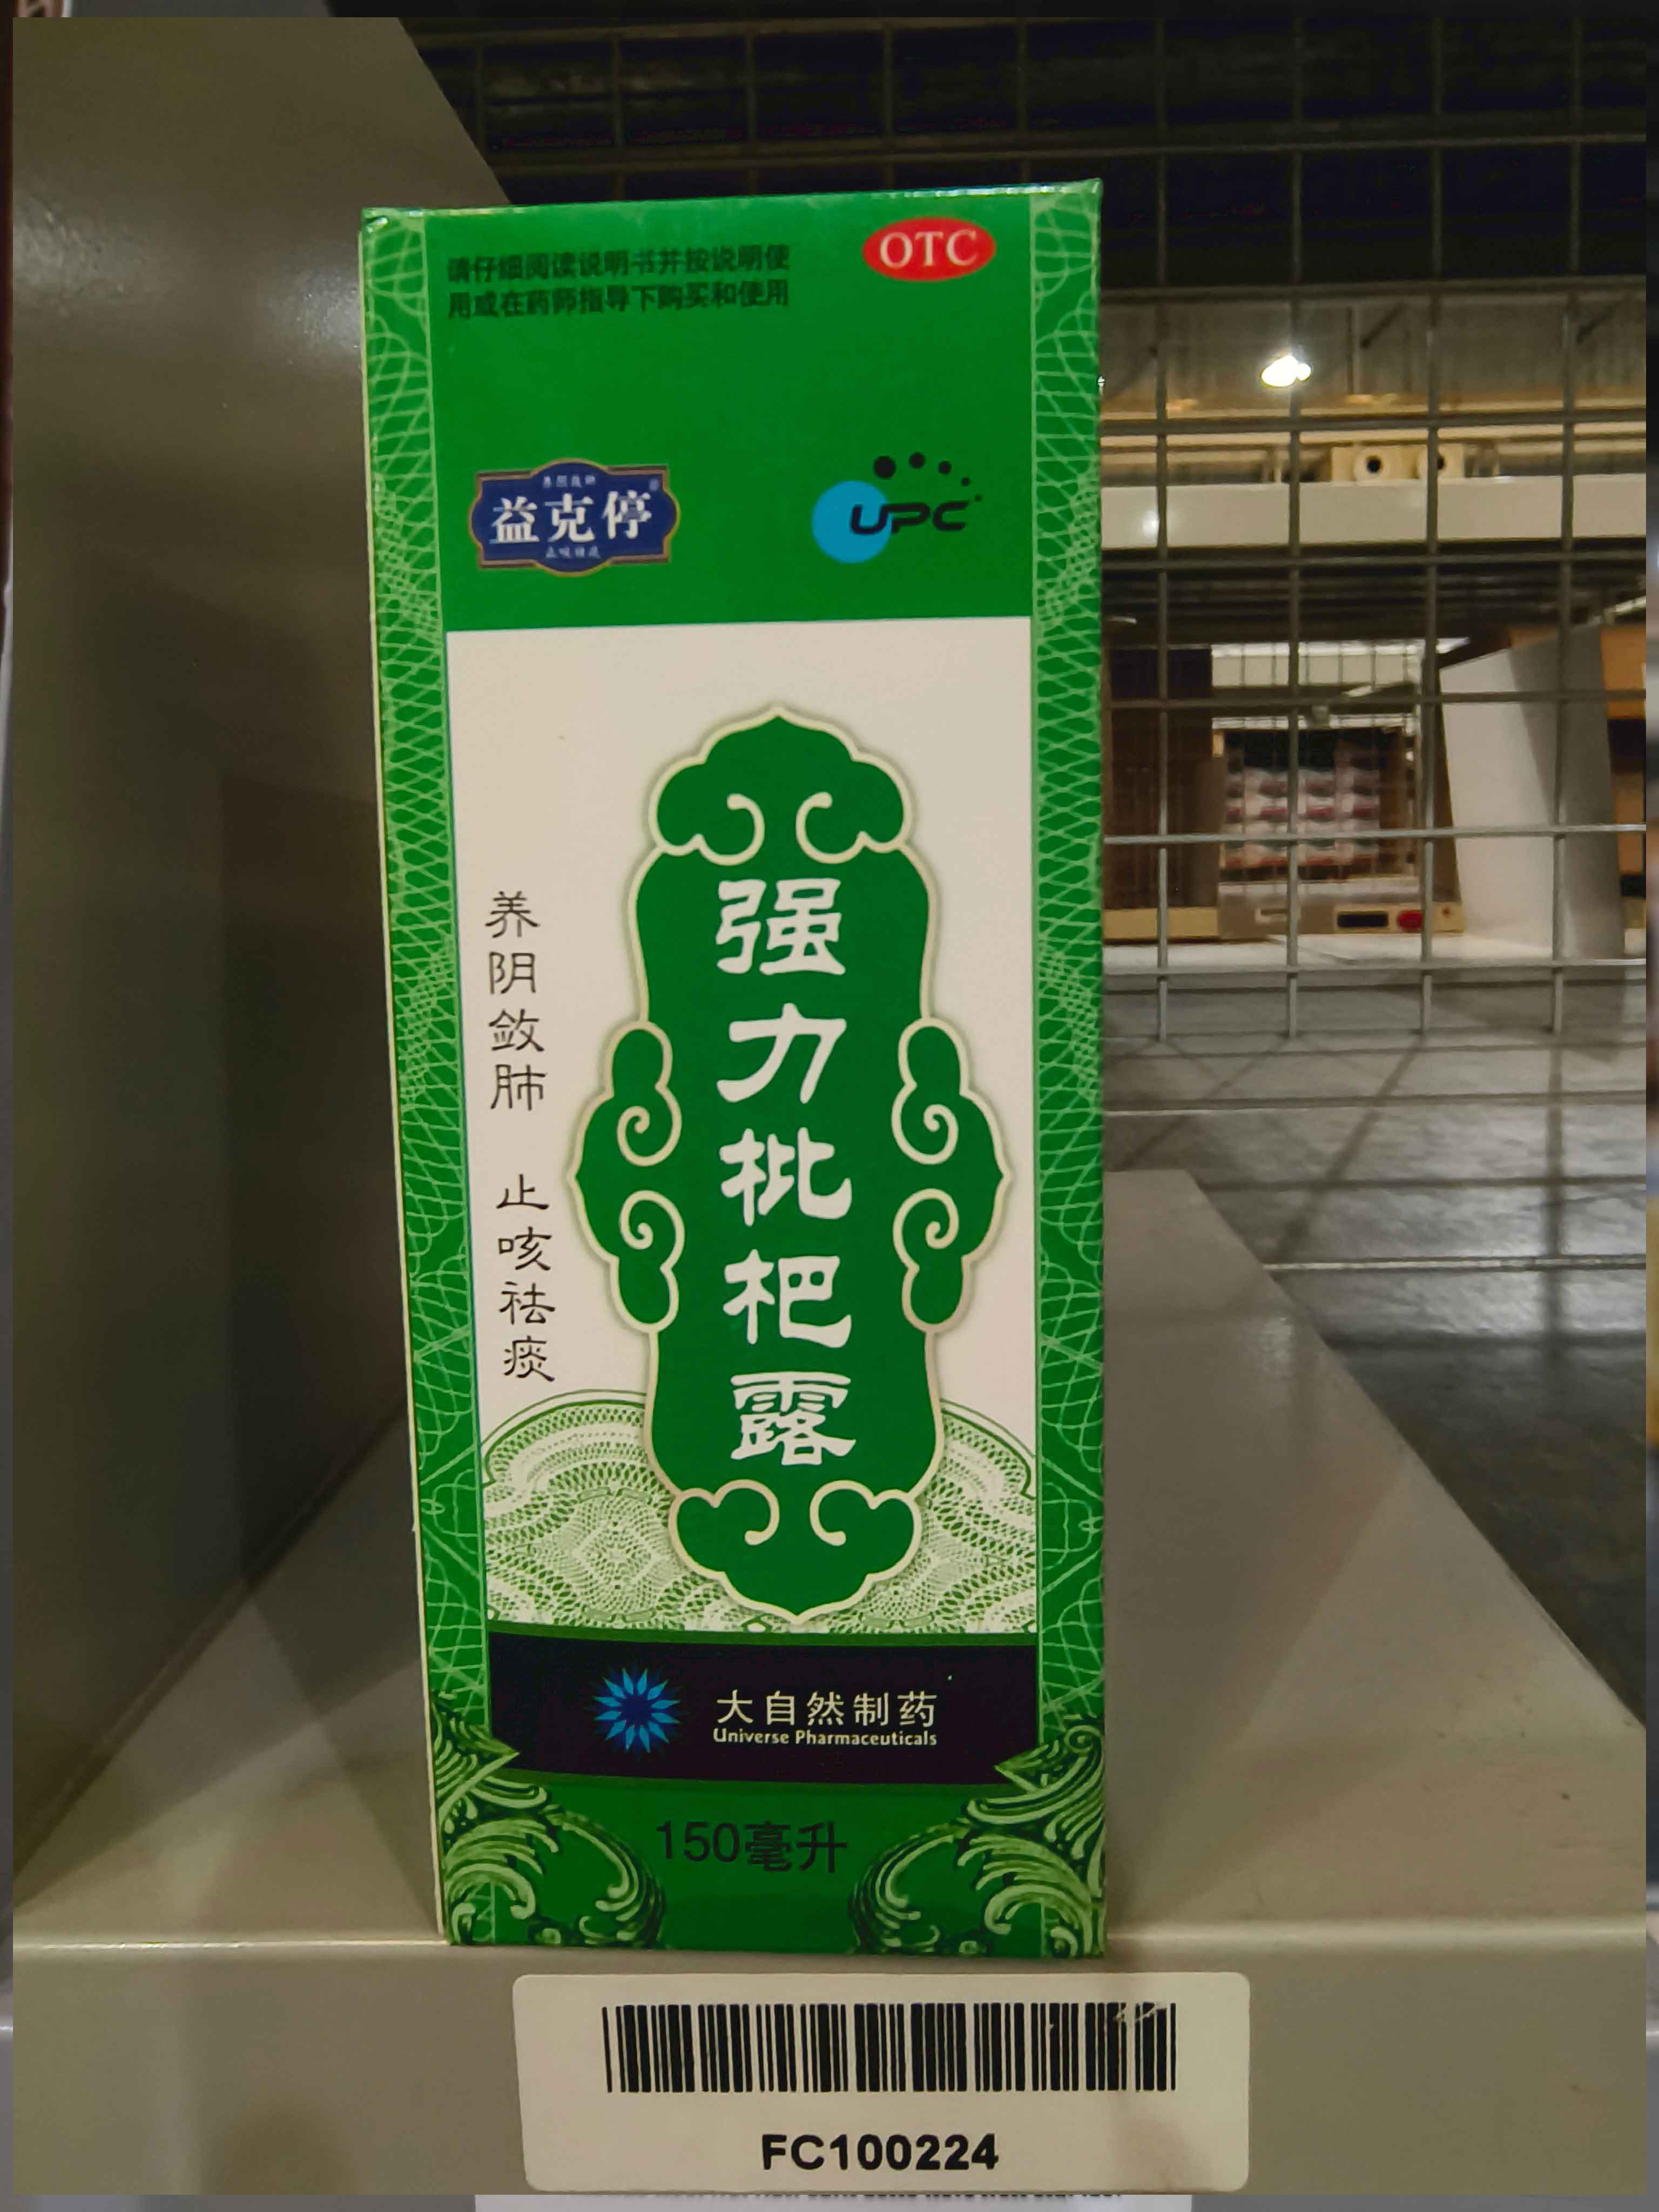 请仔细阅读说明书并按说明使
用或在药师指导下购买和使用
OTC
益克停
UPC
强力枇杷露
养阴敛肺 止咳祛痰
大自然制药
Universe Pharmaceuticals
150毫升
FC100224